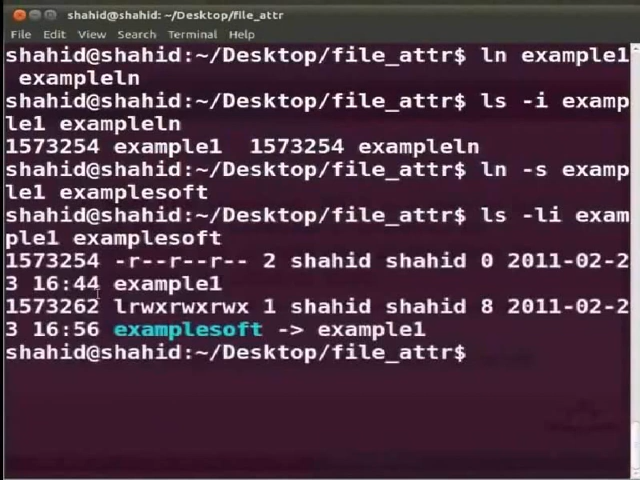 shahid@shahid: ~/Desktop/file_attr
File Edit View Search Terminal Help
shahid@shahid:~/Desktop/file_attr$ ln example1
 exampleln
shahid@shahid:~/Desktop/file_attr$ ls -i examp
le1 exampleln
1573254 example1  1573254 exampleln
shahid@shahid:~/Desktop/file_attr$ ln -s examp
le1 examplesoft
shahid@shahid:~/Desktop/file_attr$ ls -li exam
ple1 examplesoft
1573254 -r--r--r-- 2 shahid shahid 0 2011-02-2
3 16:44 example1
1573262 lrwxrwxrwx 1 shahid shahid 8 2011-02-2
3 16:56 examplesoft -> example1
shahid@shahid:~/Desktop/file_attr$